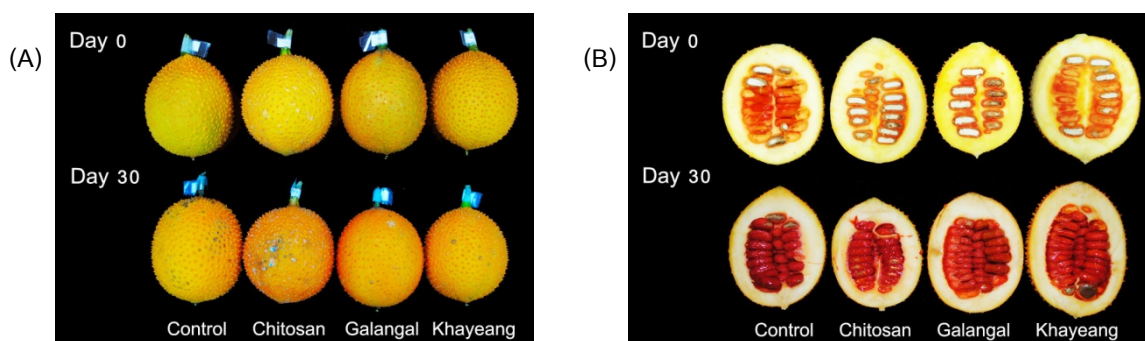 (A)
Day 0
Day 30
Control Chitosan Galangal Khayeang
(B)
Day 0
Day 30
Control Chitosan Galangal Khayeang